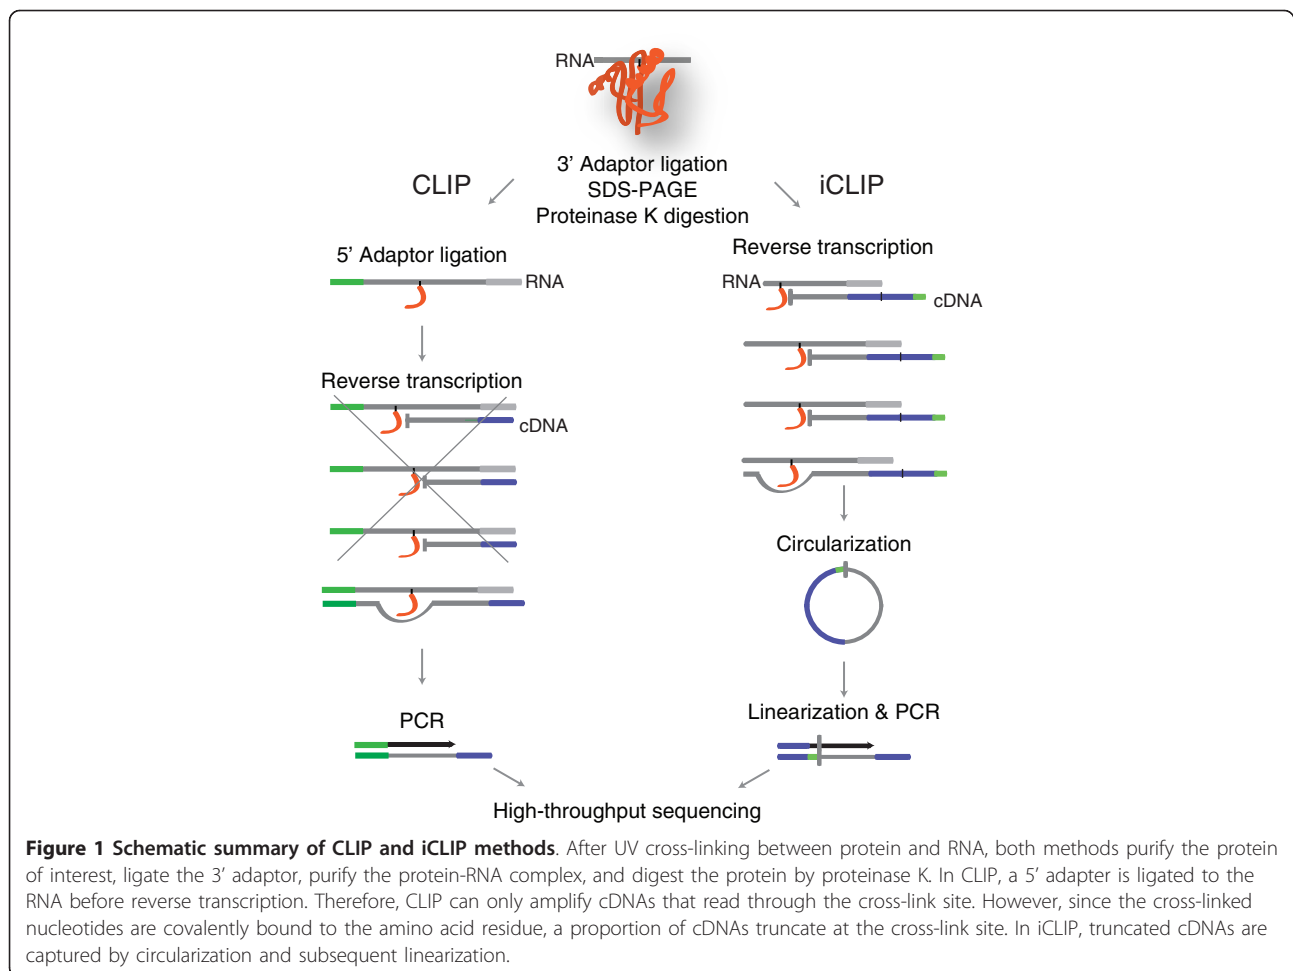 RNA
3’ Adaptor ligation
SDS-PAGE
Proteinase K digestion
CLIP
iCLIP
5’ Adaptor ligation
RNA
Reverse transcription
cDNA
PCR
Reverse transcription
RNA
cDNA
Circularization
Linearization & PCR
High-throughput sequencing
Figure 1 Schematic summary of CLIP and iCLIP methods. After UV cross-linking between protein and RNA, both methods purify the protein
of interest, ligate the 3’ adaptor, purify the protein-RNA complex, and digest the protein by proteinase K. In CLIP, a 5’ adapter is ligated to the
RNA before reverse transcription. Therefore, CLIP can only amplify cDNAs that read through the cross-link site. However, since the cross-linked
nucleotides are covalently bound to the amino acid residue, a proportion of cDNAs truncate at the cross-link site. In iCLIP, truncated cDNAs are
captured by circularization and subsequent linearization.